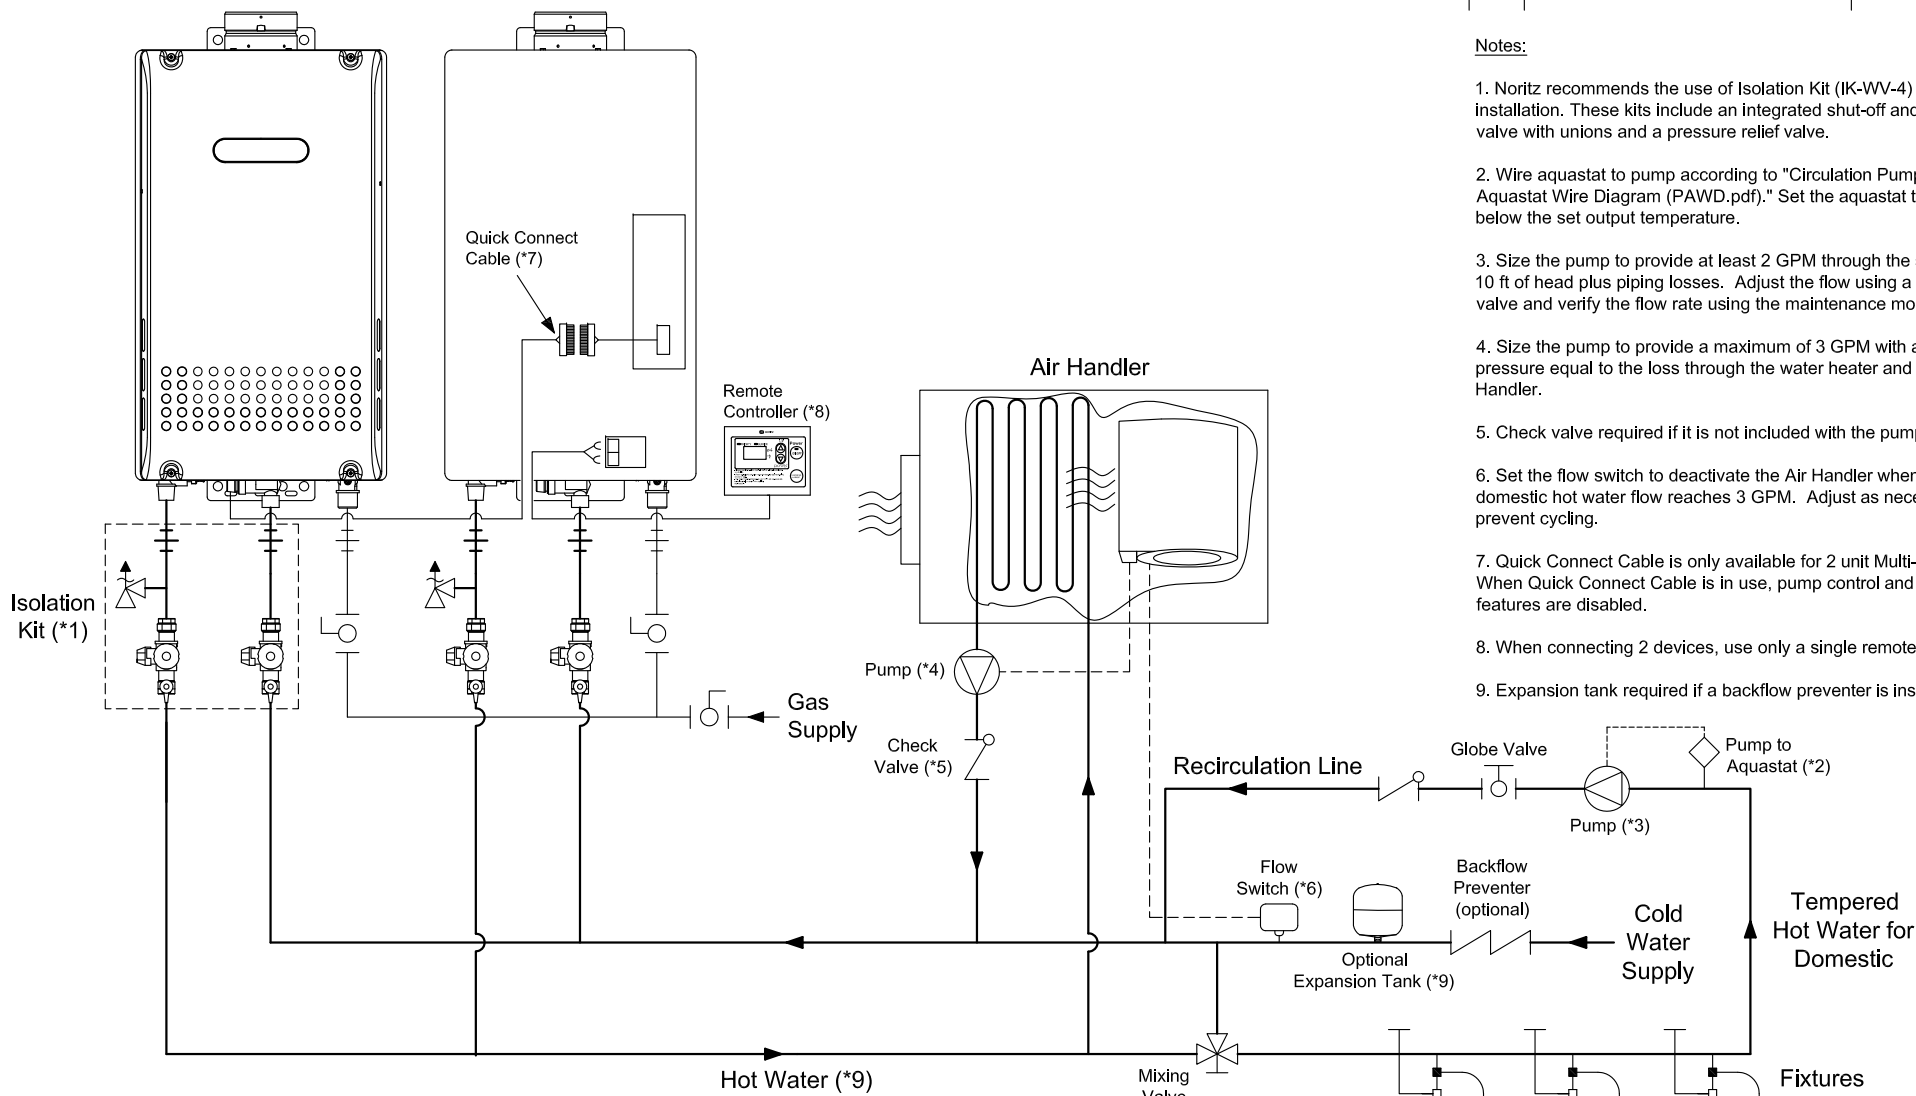 Notes:
1. Noritz recommends the use of Isolation Kit (IK-WV-4)
installation. These kits include an integrated shut-off and
valve with unions and a pressure relief valve.
2. Wire aquastat to pump according to "Circulation Pump
Aquastat Wire Diagram (PAWD.pdf)." Set the aquastat t
below the set output temperature.
3. Size the pump to provide at least 2 GPM through the
10 ft of head plus piping losses. Adjust the flow using a
valve and verify the flow rate using the maintenance mo
4. Size the pump to provide a maximum of 3 GPM with a
pressure equal to the loss through the water heater and
Handler.
5. Check valve required if it is not included with the pump
6. Set the flow switch to deactivate the Air Handler when
domestic hot water flow reaches 3 GPM. Adjust as nece
prevent cycling.
7. Quick Connect Cable is only available for 2 unit Multi-
When Quick Connect Cable is in use, pump control and
features are disabled.
8. When connecting 2 devices, use only a single remote
9. Expansion tank required if a backflow preventer is ins
Quick Connect
Cable (*7)
Remote
Controller (*8)
Air Handler
Isolation
Kit (*1)
Pump (*4)
Gas
Supply
Check
Valve (*5)
Recirculation Line
Globe Valve
Pump to
Aquastat (*2)
Pump (*3)
Flow
Switch (*6)
Backflow
Preventer
(optional)
Optional
Expansion Tank (*9)
Cold
Water
Supply
Tempered
Hot Water for
Domestic
Hot Water (*9)
Mixing
Valve
Fixtures